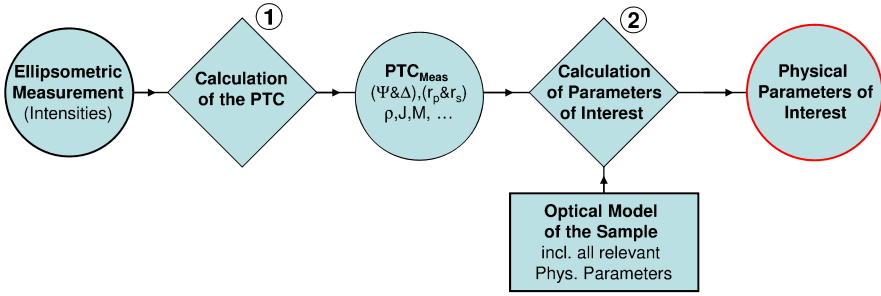 1
2
Ellipsometric
Measurement
(Intensities)
Calculation
of the PTC
PTCMeas
(Ψ&Δ),(rp&rs)
ρ,J,M, ...
Calculation
of Parameters
of Interest
Physical
Parameters of
Interest
Optical Model
of the Sample
incl. all relevant
Phys. Parameters